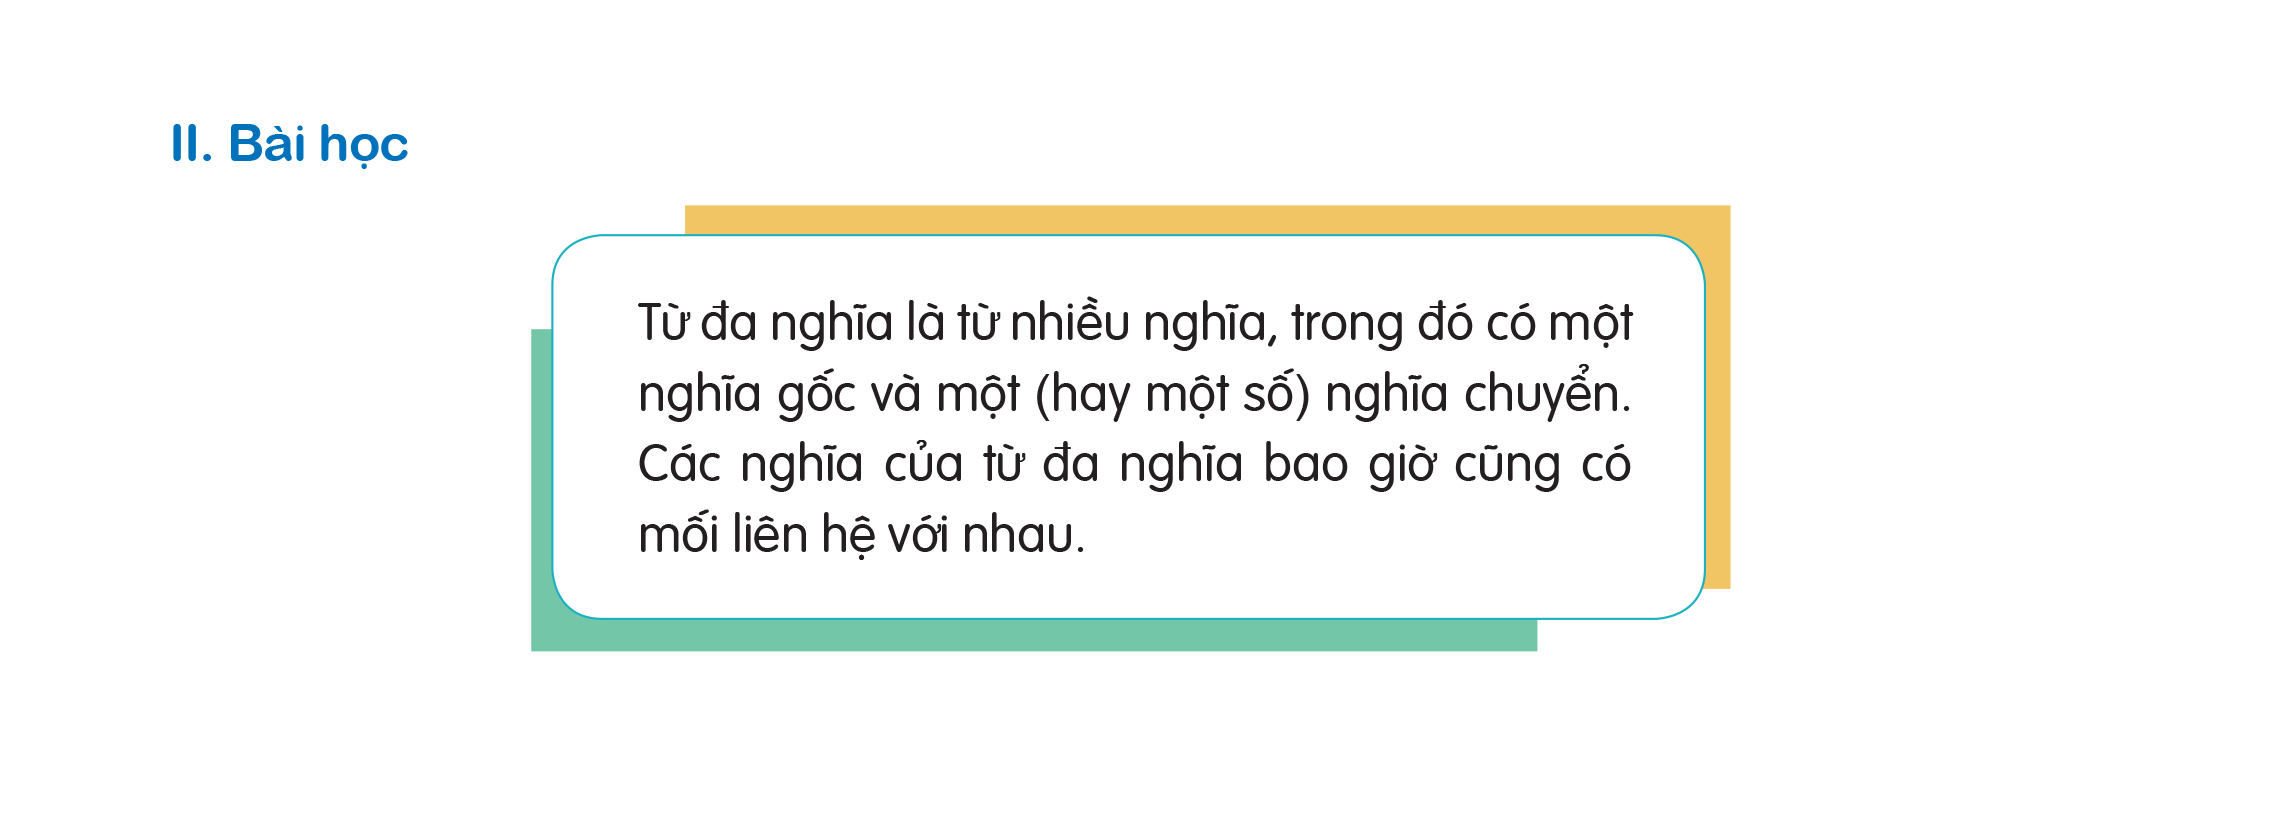 II. Bài học
Từ đa nghĩa là từ nhiều nghĩa, trong đó có một
nghĩa gốc và một (hay một số) nghĩa chuyển.
Các nghĩa của từ đa nghĩa bao giờ cũng có
mối liên hệ với nhau.